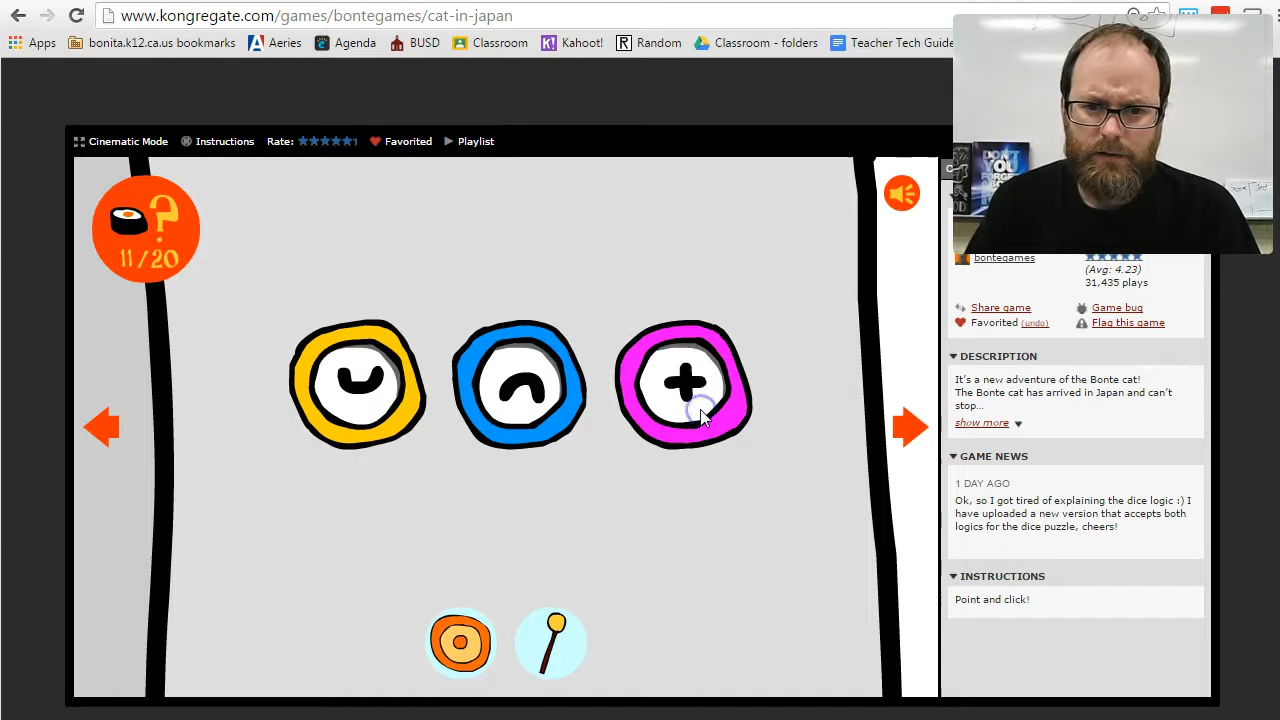 www.kongregate.com/games/bontegames/cat-in-japan
Apps bonita.k12.ca.us bookmarks Aeries Agenda BUSD Classroom Kahoot! Random Classroom - folders Teacher Tech Guide
Cinematic Mode Instructions Rate: Favorited Playlist
DON'T
YOU
11/20
bontegames
(Avg: 4.23)
31,435 plays
Share game Game bug
Favorited (undo) Flag this game
DESCRIPTION
It's a new adventure of the Bonte cat!
The Bonte cat has arrived in Japan and can't
stop...
show more
GAME NEWS
1 DAY AGO
Ok, so I got tired of explaining the dice logic :) I
have uploaded a new version that accepts both
logics for the dice puzzle, cheers!
INSTRUCTIONS
Point and click!